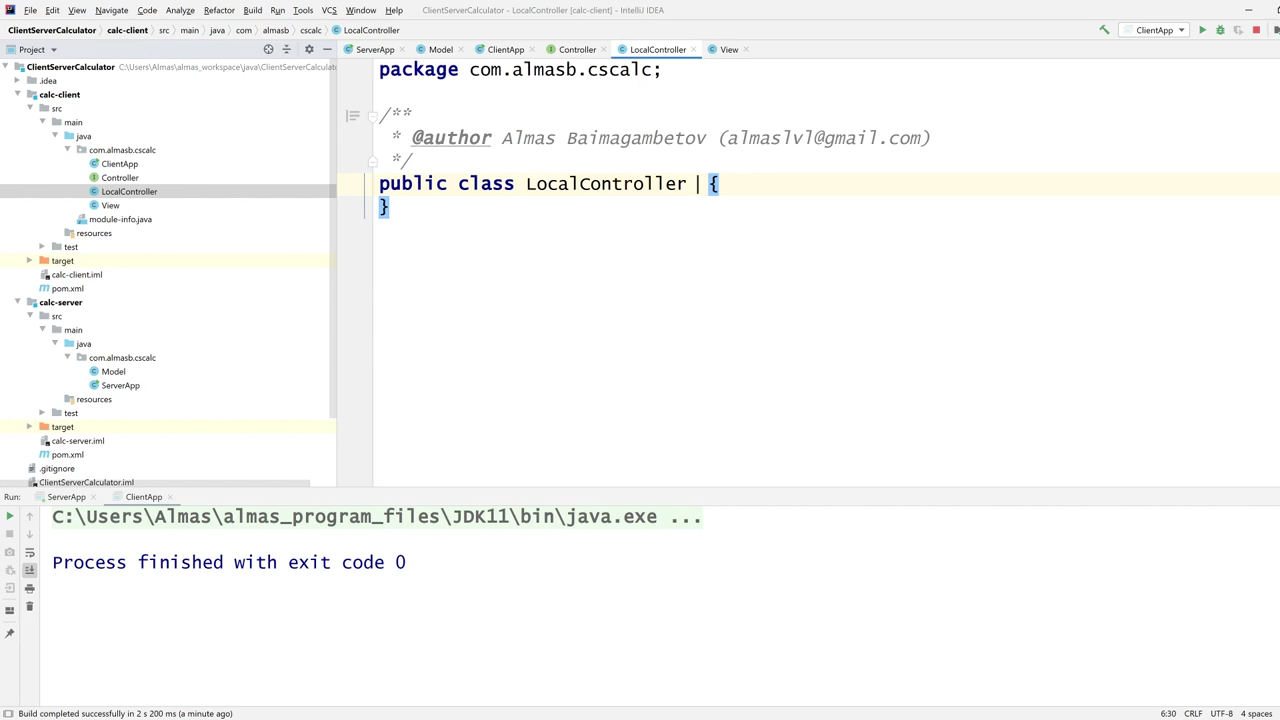 File Edit View Navigate Code Analyze Refactor Build Run Tools VCS Window Help ClientServerCalculator - LocalController [calc-client] - IntelliJ IDEA
ClientServerCalculator calc-client src main java com almasb cscalc LocalController ClientApp
Project ServerApp Model ClientApp Controller LocalController View
ClientServerCalculator C:\Users\Almas\almas_workspace\java\ClientServerCalculato
.idea
calc-client
src
main
java
com.almasb.cscalc
ClientApp
Controller
LocalController
View
module-info.java
resources
test
target
calc-client.iml
pom.xml
calc-server
src
main
java
com.almasb.cscalc
Model
ServerApp
resources
test
target
calc-server.iml
pom.xml
.gitignore
ClientServerCalculator.iml
package com.almasb.cscalc;
/**
* @author Almas Baimagambetov (almaslvl@gmail.com)
*/
public class LocalController {
}
Run: ServerApp ClientApp
C:\Users\Almas\almas_program_files\JDK11\bin\java.exe ...
Process finished with exit code 0
Build completed successfully in 2 s 200 ms (a minute ago) 6:30 CRLF UTF-8 4 spaces